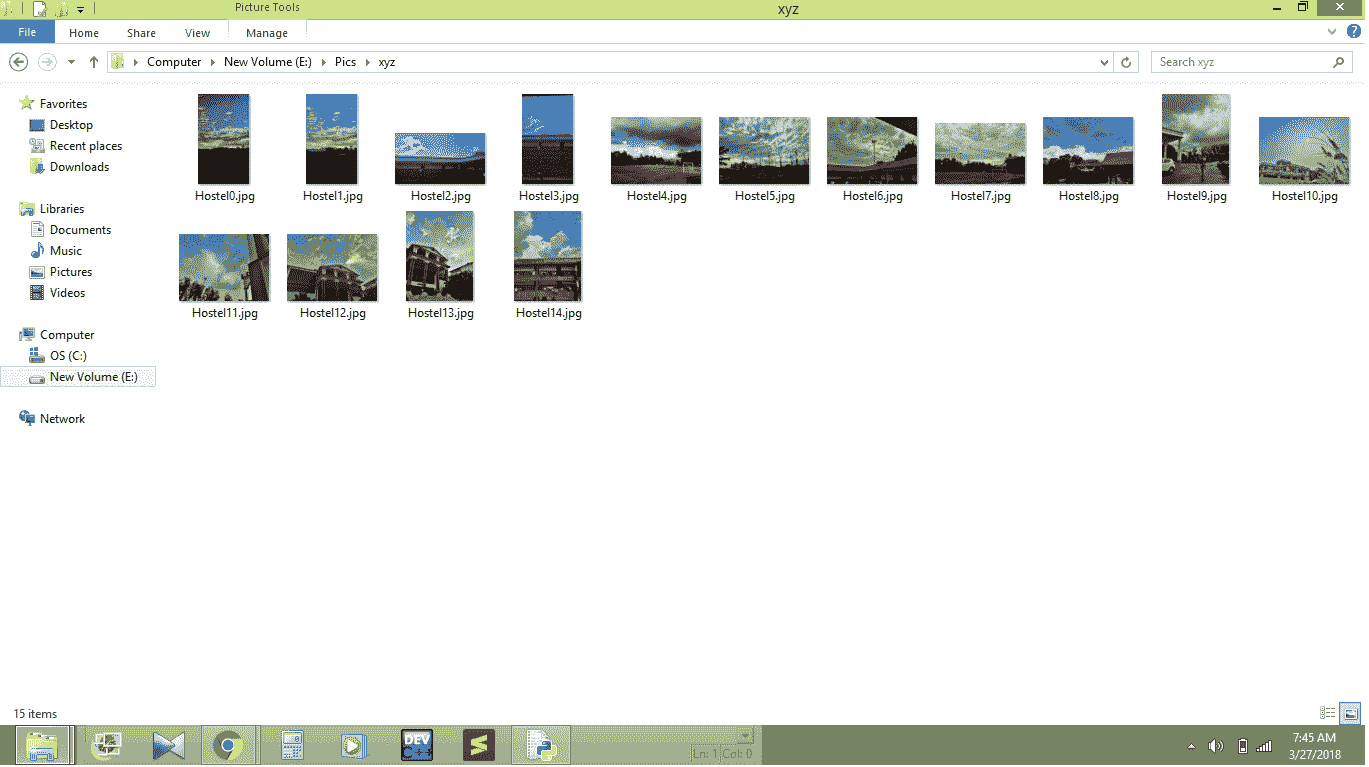 Picture Tools
xyz
File
Home
Share
View
Manage
Computer
New Volume (E:)
Pics
xyz
Search xyz
Favorites
Desktop
Recent places
Downloads
Libraries
Documents
Music
Pictures
Videos
Computer
OS (C:)
New Volume (E:)
Network
Hostel0.jpg
Hostel1.jpg
Hostel2.jpg
Hostel3.jpg
Hostel4.jpg
Hostel5.jpg
Hostel6.jpg
Hostel7.jpg
Hostel8.jpg
Hostel9.jpg
Hostel10.jpg
Hostel11.jpg
Hostel12.jpg
Hostel13.jpg
Hostel14.jpg
15 items
DEV
C++
Ln: 1 Col: 0
7:45 AM
3/27/2018